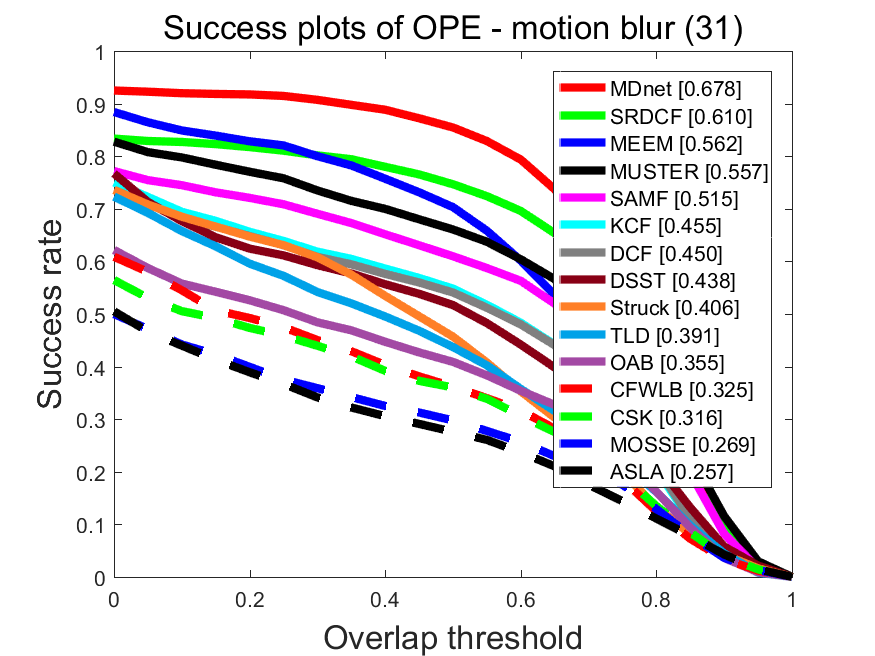 Success plots of OPE - motion blur (31)
1
0.9
0.8
0.7
0.6
0.5
0.4
0.3
0.2
0.1
0
Success rate
MDnet [0.678]
SRDCF [0.610]
MEEM [0.562]
MUSTER [0.557]
SAMF [0.515]
KCF [0.455]
DCF [0.450]
DSST [0.438]
Struck [0.406]
TLD [0.391]
OAB [0.355]
CFWLB [0.325]
CSK [0.316]
MOSSE [0.269]
ASLA [0.257]
0 0.2 0.4 0.6 0.8 1
Overlap threshold